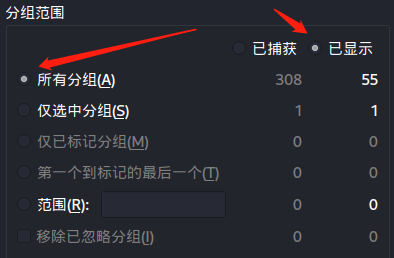 分组范围
已捕获 已显示
所有分组(A) 308 55
仅选中分组(S) 1 1
仅已标记分组(M) 0 0
第一个到标记的最后一个(T) 0 0
范围(R): 0 0
移除已忽略分组(I) 0 0